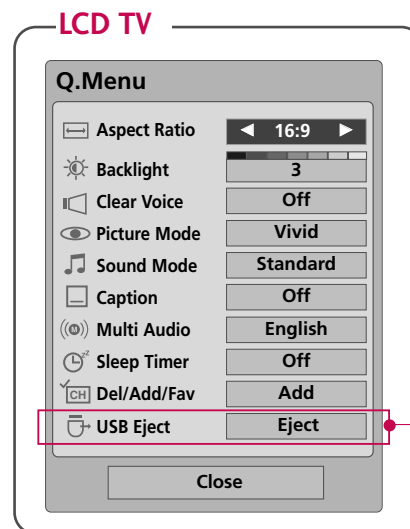 LCD TV
Q.Menu
Aspect Ratio ◄ 16:9 ►
Backlight 3
Clear Voice Off
Picture Mode Vivid
Sound Mode Standard
Caption Off
Multi Audio English
Sleep Timer Off
CH Del/Add/Fav Add
USB Eject Eject
Close